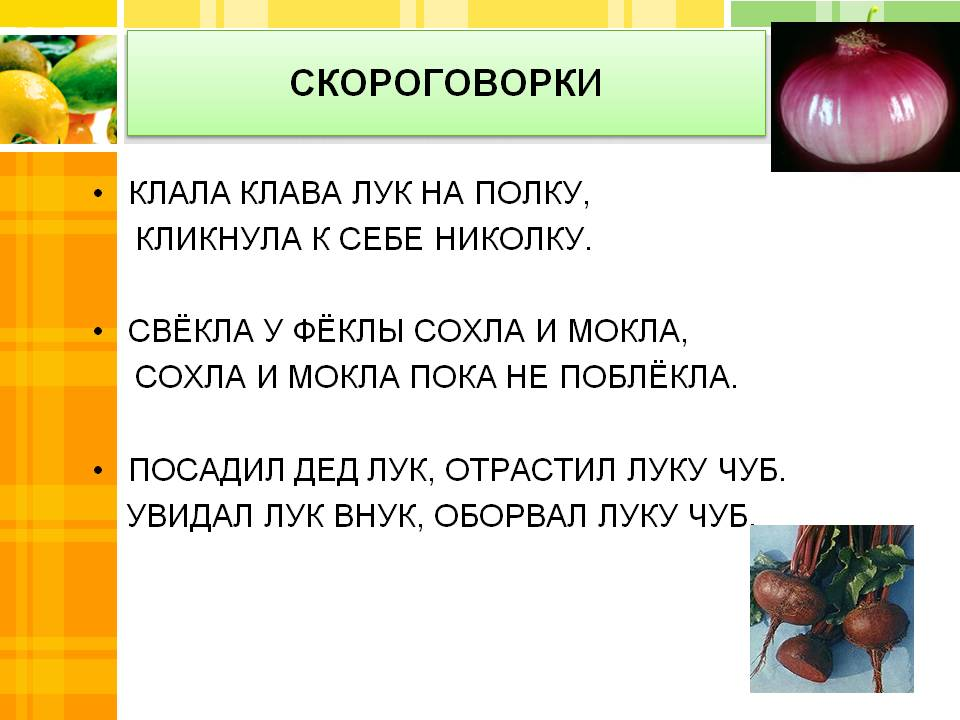 СКОРОГОВОРКИ
• КЛАЛА КЛАВА ЛУК НА ПОЛКУ,
КЛИКНУЛА К СЕБЕ НИКОЛКУ.
• СВЁКЛА У ФЁКЛЫ СОХЛА И МОКЛА,
СОХЛА И МОКЛА ПОКА НЕ ПОБЛЁКЛА.
• ПОСАДИЛ ДЕД ЛУК, ОТРАСТИЛ ЛУКУ ЧУБ.
УВИДАЛ ЛУК ВНУК, ОБОРВАЛ ЛУКУ ЧУБ.